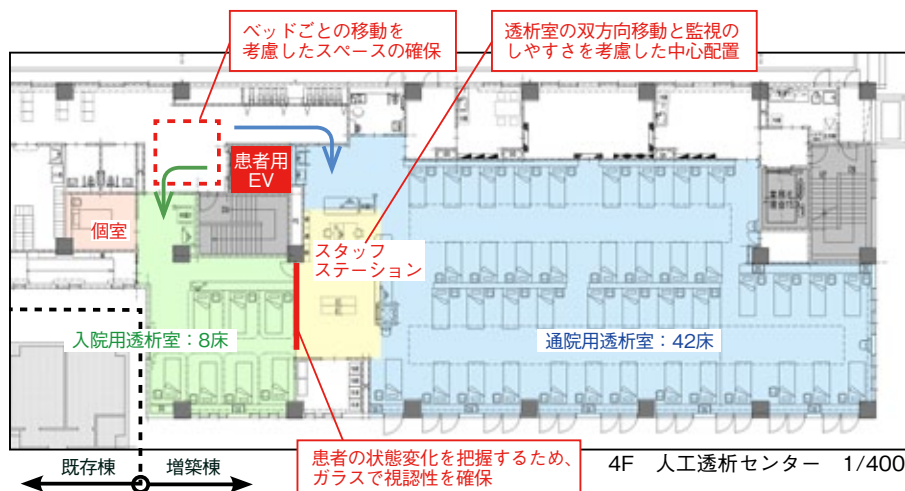 ベッドごとの移動を
考慮したスペースの確保
透析室の双方向移動と監視の
しやすさを考慮した中心配置
患者用
EV
個室
スタッフ
ステーション
入院用透析室：8床
通院用透析室：42床
患者の状態変化を把握するため、
ガラスで視認性を確保
4F 人工透析センター 1/400
既存棟 増築棟